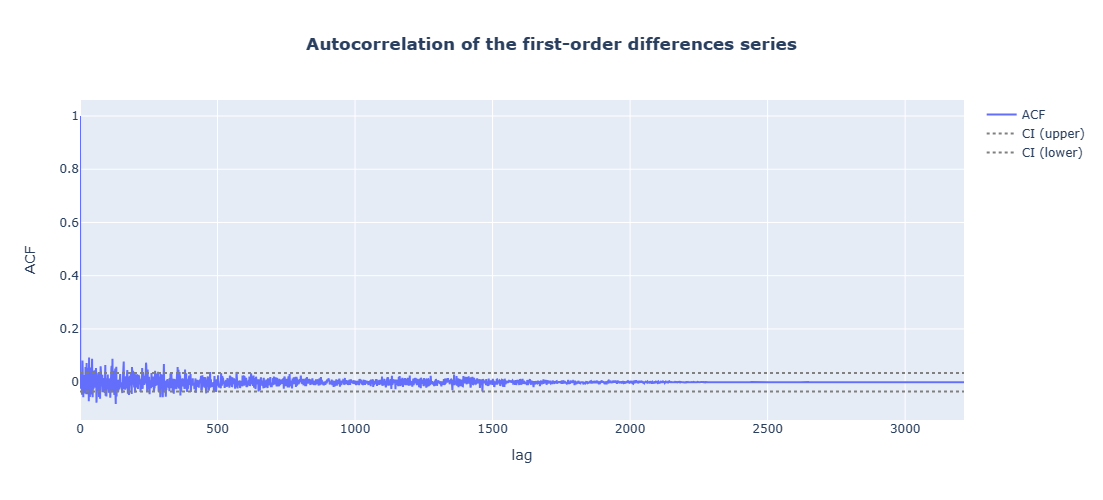 Autocorrelation of the first-order differences series
1
0.8
0.6
0.4
0.2
0
ACF
0 500 1000 1500 2000 2500 3000
lag
ACF
CI (upper)
CI (lower)